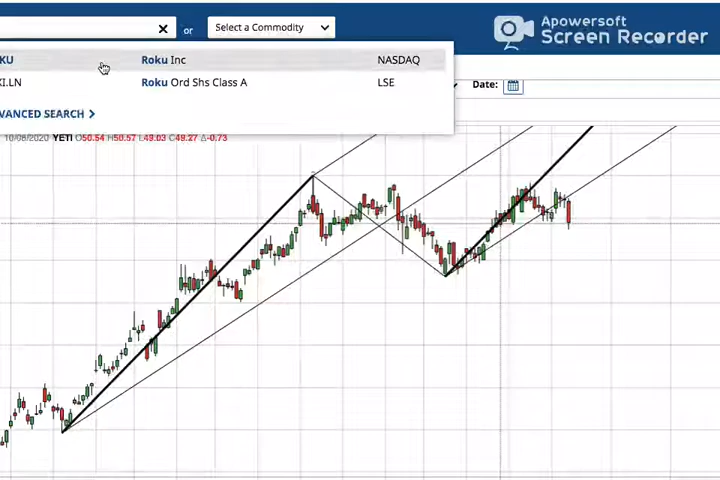 or Select a Commodity
Apowersoft
Screen Recorder
KU Roku Inc NASDAQ
KI.LN Roku Ord Shs Class A LSE
VANCED SEARCH
Date:
10/08/2020 YETI O50.54 H50.57 L49.03 C49.27 Δ-0.73